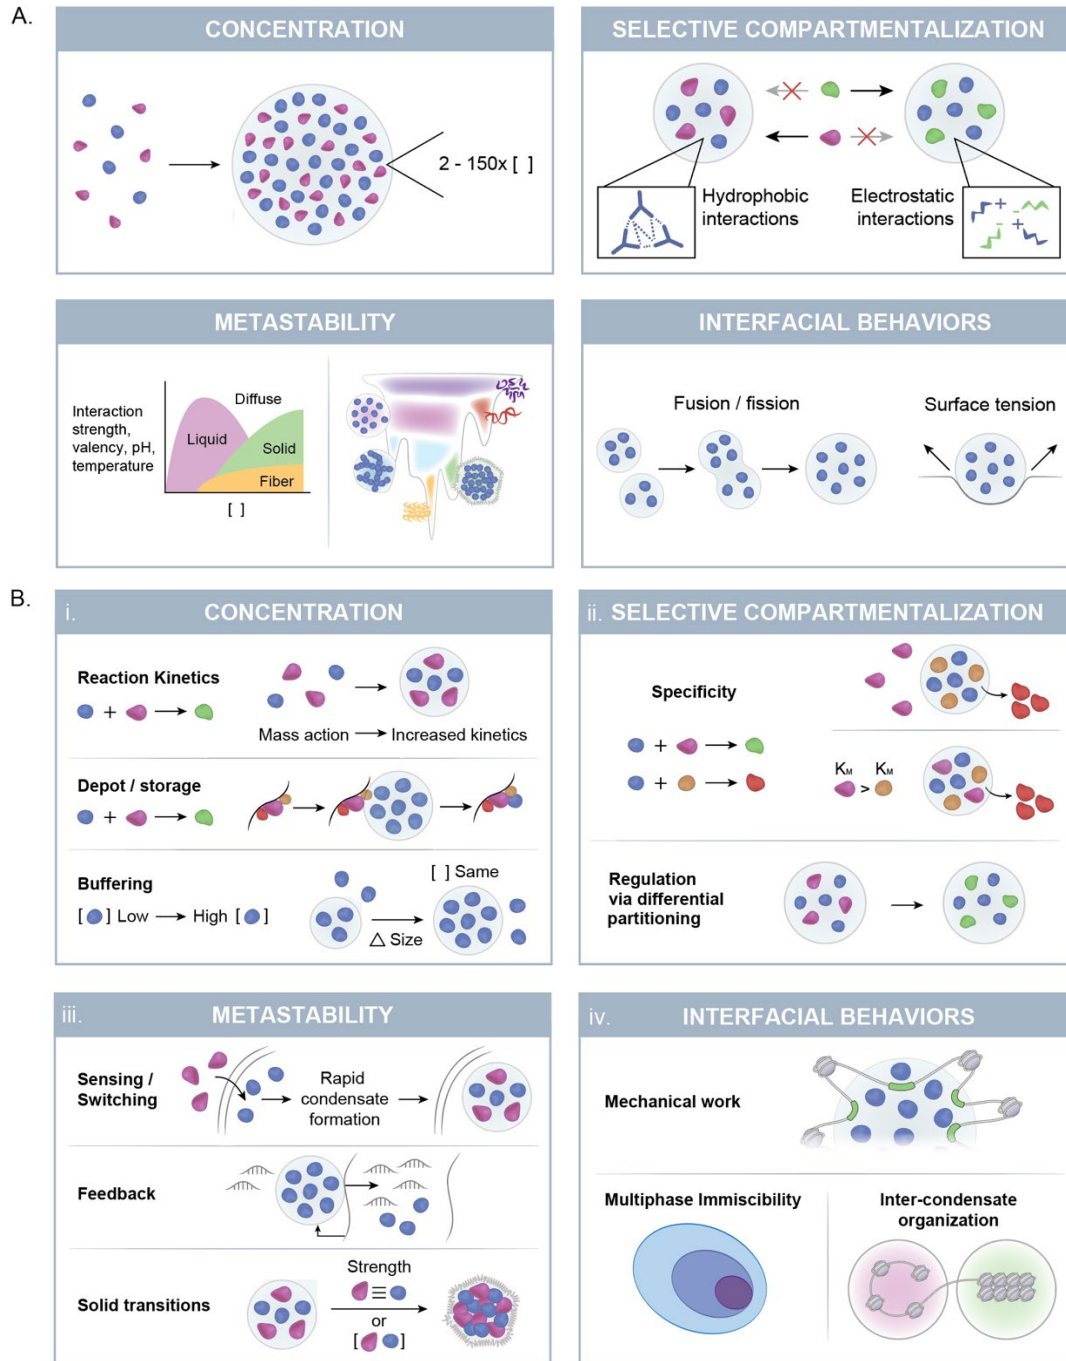 A.
CONCENTRATION
2 - 150x [ ]
SELECTIVE COMPARTMENTALIZATION
Hydrophobic
interactions
Electrostatic
interactions
+
-
-
+
+
METASTABILITY
Interaction
strength,
valency, pH,
temperature
Diffuse
Liquid
Solid
Fiber
[ ]
INTERFACIAL BEHAVIORS
Fusion / fission
Surface tension
B.
i. CONCENTRATION
Reaction Kinetics
+
Mass action
Increased kinetics
Depot / storage
+
Buffering
[ ] Low
High [ ]
[ ] Same
△ Size
ii. SELECTIVE COMPARTMENTALIZATION
Specificity
+
+
KM
KM
>
Regulation
via differential
partitioning
iii. METASTABILITY
Sensing /
Switching
Rapid
condensate
formation
Feedback
Solid transitions
Strength
≡
or
[ ]
iv. INTERFACIAL BEHAVIORS
Mechanical work
Multiphase Immiscibility
Inter-condensate
organization